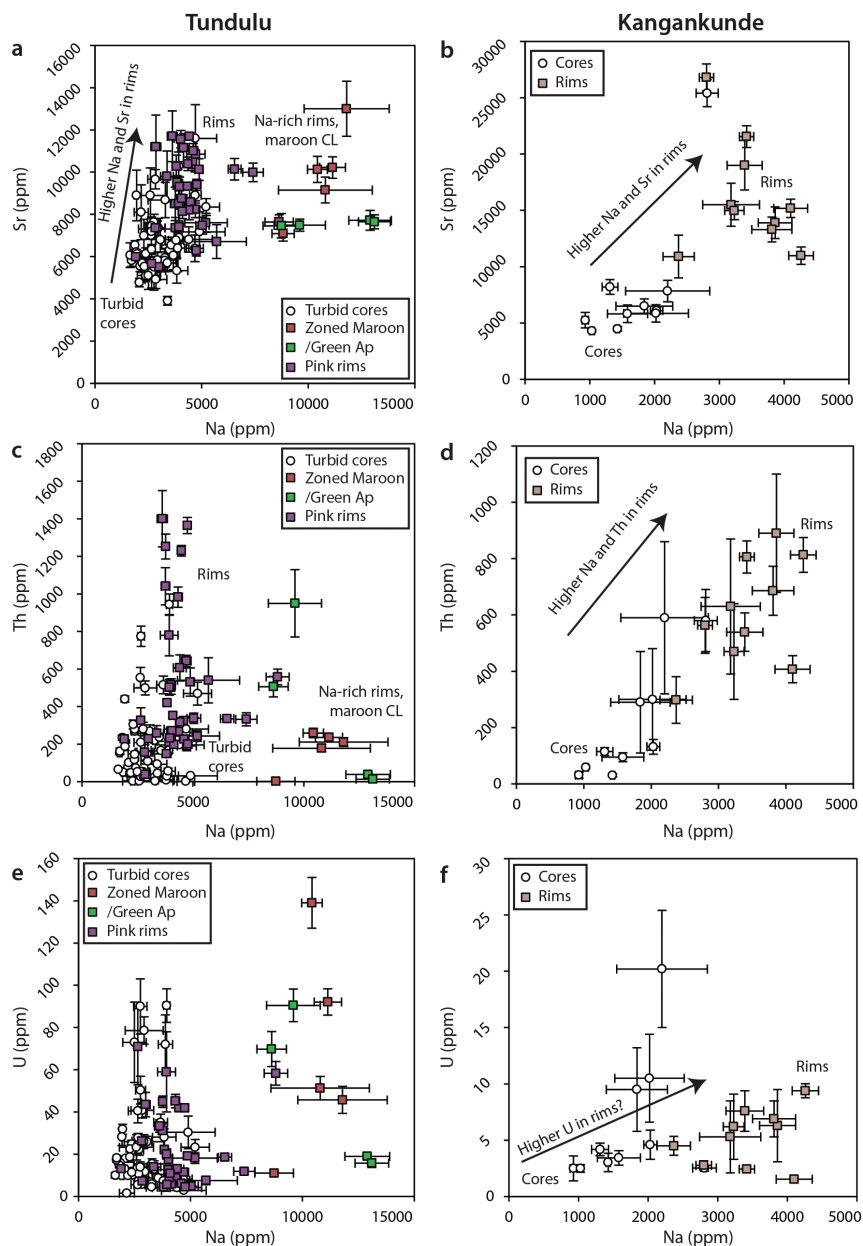 Tundulu
Kangankunde
a
16000
14000
12000
10000
8000
6000
4000
2000
0
Sr (ppm)
Higher Na and Sr in rims
Rims
Na-rich rims,
maroon CL
Turbid
cores
Turbid cores
Zoned Maroon
/Green Ap
Pink rims
0
5000
10000
15000
Na (ppm)
b
30000
25000
20000
15000
10000
5000
0
Sr (ppm)
Cores
Rims
Higher Na and Sr in rims
Rims
Cores
0
1000
2000
3000
4000
5000
Na (ppm)
c
1800
1600
1400
1200
1000
800
600
400
200
0
Th (ppm)
Turbid cores
Zoned Maroon
/Green Ap
Pink rims
Rims
Na-rich rims,
maroon CL
Turbid
cores
0
5000
10000
15000
Na (ppm)
d
1200
1000
800
600
400
200
0
Th (ppm)
Cores
Rims
Higher Na and Th in rims
Rims
Cores
0
1000
2000
3000
4000
5000
Na (ppm)
e
160
140
120
100
80
60
40
20
0
U (ppm)
Turbid cores
Zoned Maroon
/Green Ap
Pink rims
0
5000
10000
15000
Na (ppm)
f
30
25
20
15
10
5
0
U (ppm)
Cores
Rims
Higher U in rims?
Rims
Cores
0
1000
2000
3000
4000
5000
Na (ppm)